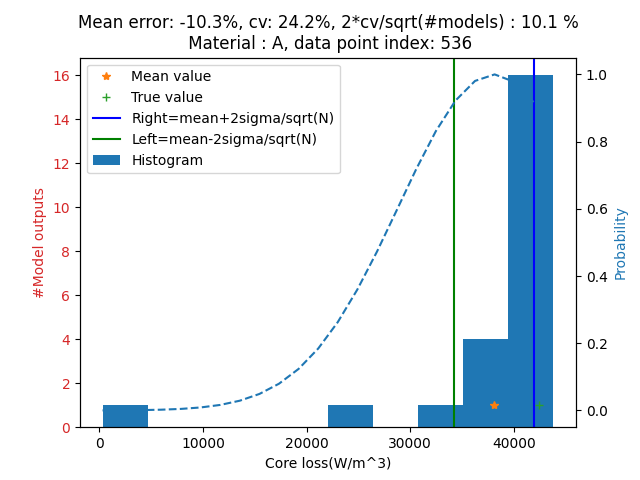 Mean error: -10.3%, cv: 24.2%, 2*cv/sqrt(#models) : 10.1 %
Material : A, data point index: 536
Mean value
True value
Right=mean+2sigma/sqrt(N)
Left=mean-2sigma/sqrt(N)
Histogram
#Model outputs
16
14
12
10
8
6
4
2
0
1.0
0.8
0.6
0.4
0.2
0.0
Probability
0
10000
20000
30000
40000
Core loss(W/m^3)